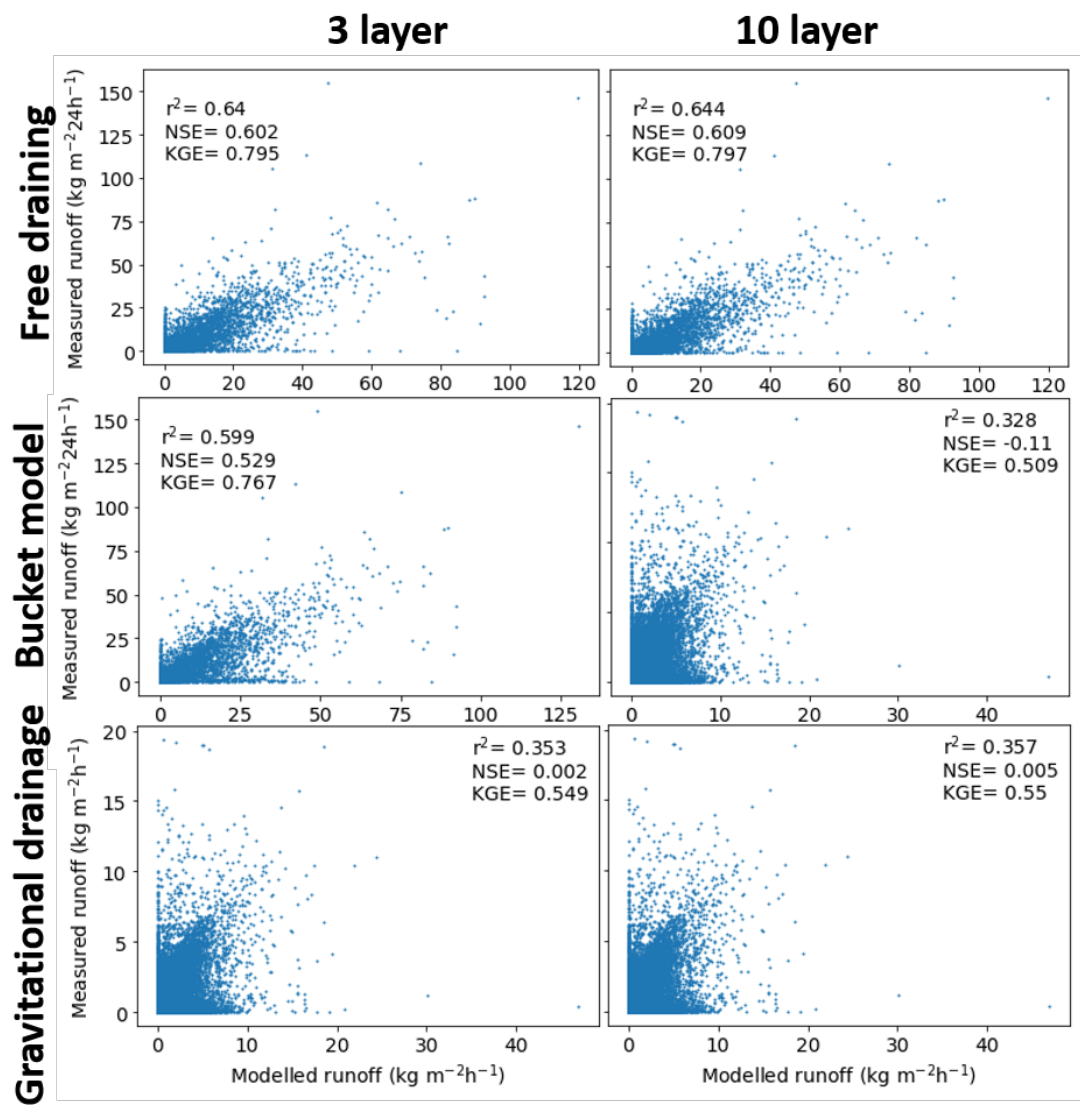 3 layer
10 layer
Free draining
Measured runoff (kg m⁻²24h⁻¹)
150
125
100
75
50
25
0
r²= 0.64
NSE= 0.602
KGE= 0.795
0 20 40 60 80 100 120
r²= 0.644
NSE= 0.609
KGE= 0.797
0 20 40 60 80 100 120
Bucket model
Measured runoff (kg m⁻²24h⁻¹)
150
125
100
75
50
25
0
r²= 0.599
NSE= 0.529
KGE= 0.767
0 25 50 75 100 125
r²= 0.328
NSE= -0.11
KGE= 0.509
0 10 20 30 40
Gravitational drainage
Measured runoff (kg m⁻²h⁻¹)
20
15
10
5
0
r²= 0.353
NSE= 0.002
KGE= 0.549
0 10 20 30 40
Modelled runoff (kg m⁻²h⁻¹)
r²= 0.357
NSE= 0.005
KGE= 0.55
0 10 20 30 40
Modelled runoff (kg m⁻²h⁻¹)